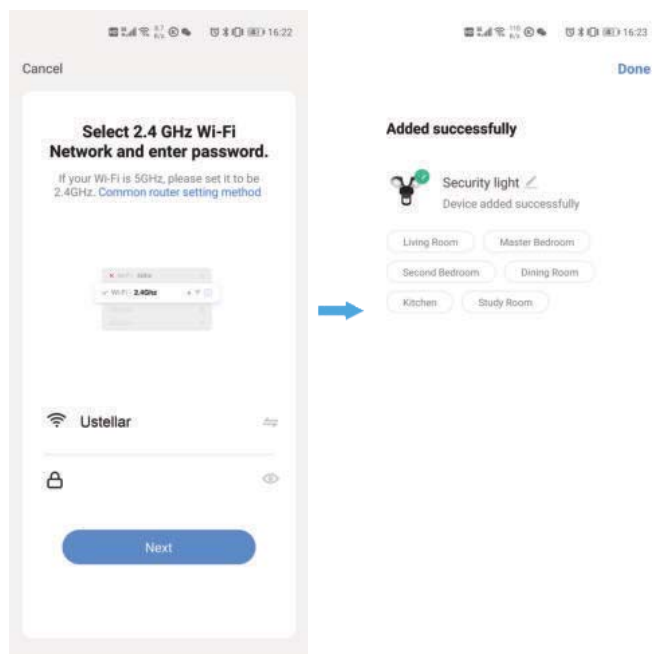 16:22
Cancel
Select 2.4 GHz Wi-Fi
Network and enter password.
If your Wi-Fi is 5GHz, please set it to be
2.4GHz. Common router setting method
Wi-Fi - 5Ghz
Wi-Fi - 2.4Ghz
Ustellar
Next
16:23
Done
Added successfully
Security light
Device added successfully
Living Room
Master Bedroom
Second Bedroom
Dining Room
Kitchen
Study Room